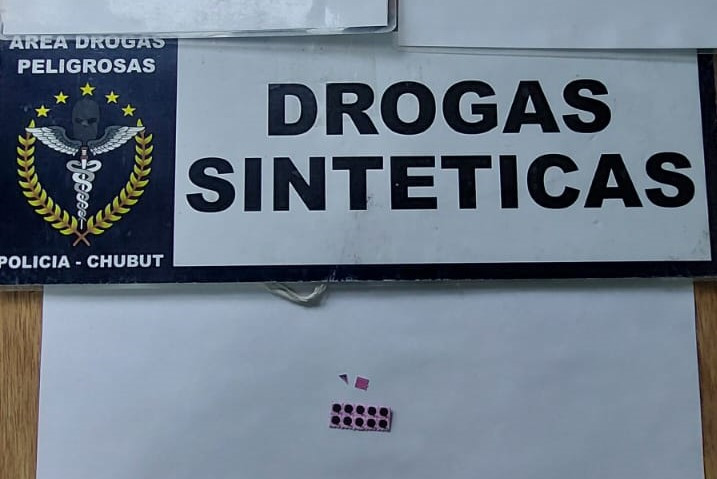 AREA DROGAS
PELIGROSAS
POLICIA - CHUBUT
DROGAS
SINTETICAS